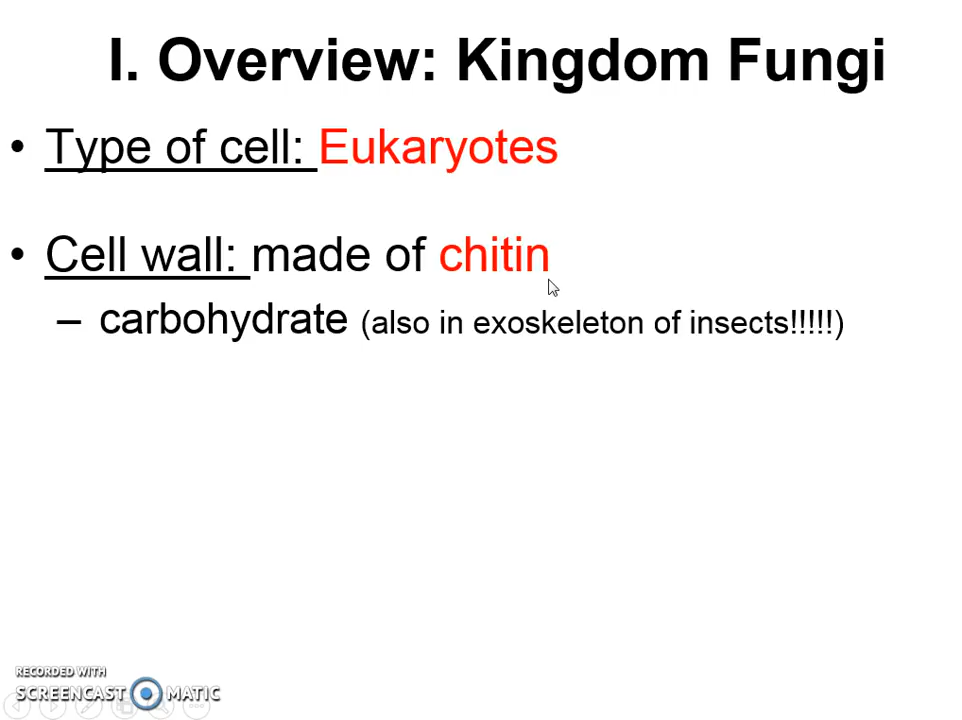 I. Overview: Kingdom Fungi
• Type of cell: Eukaryotes
• Cell wall: made of chitin
– carbohydrate (also in exoskeleton of insects!!!!!)
RECORDED WITH
SCREENCAST MATIC